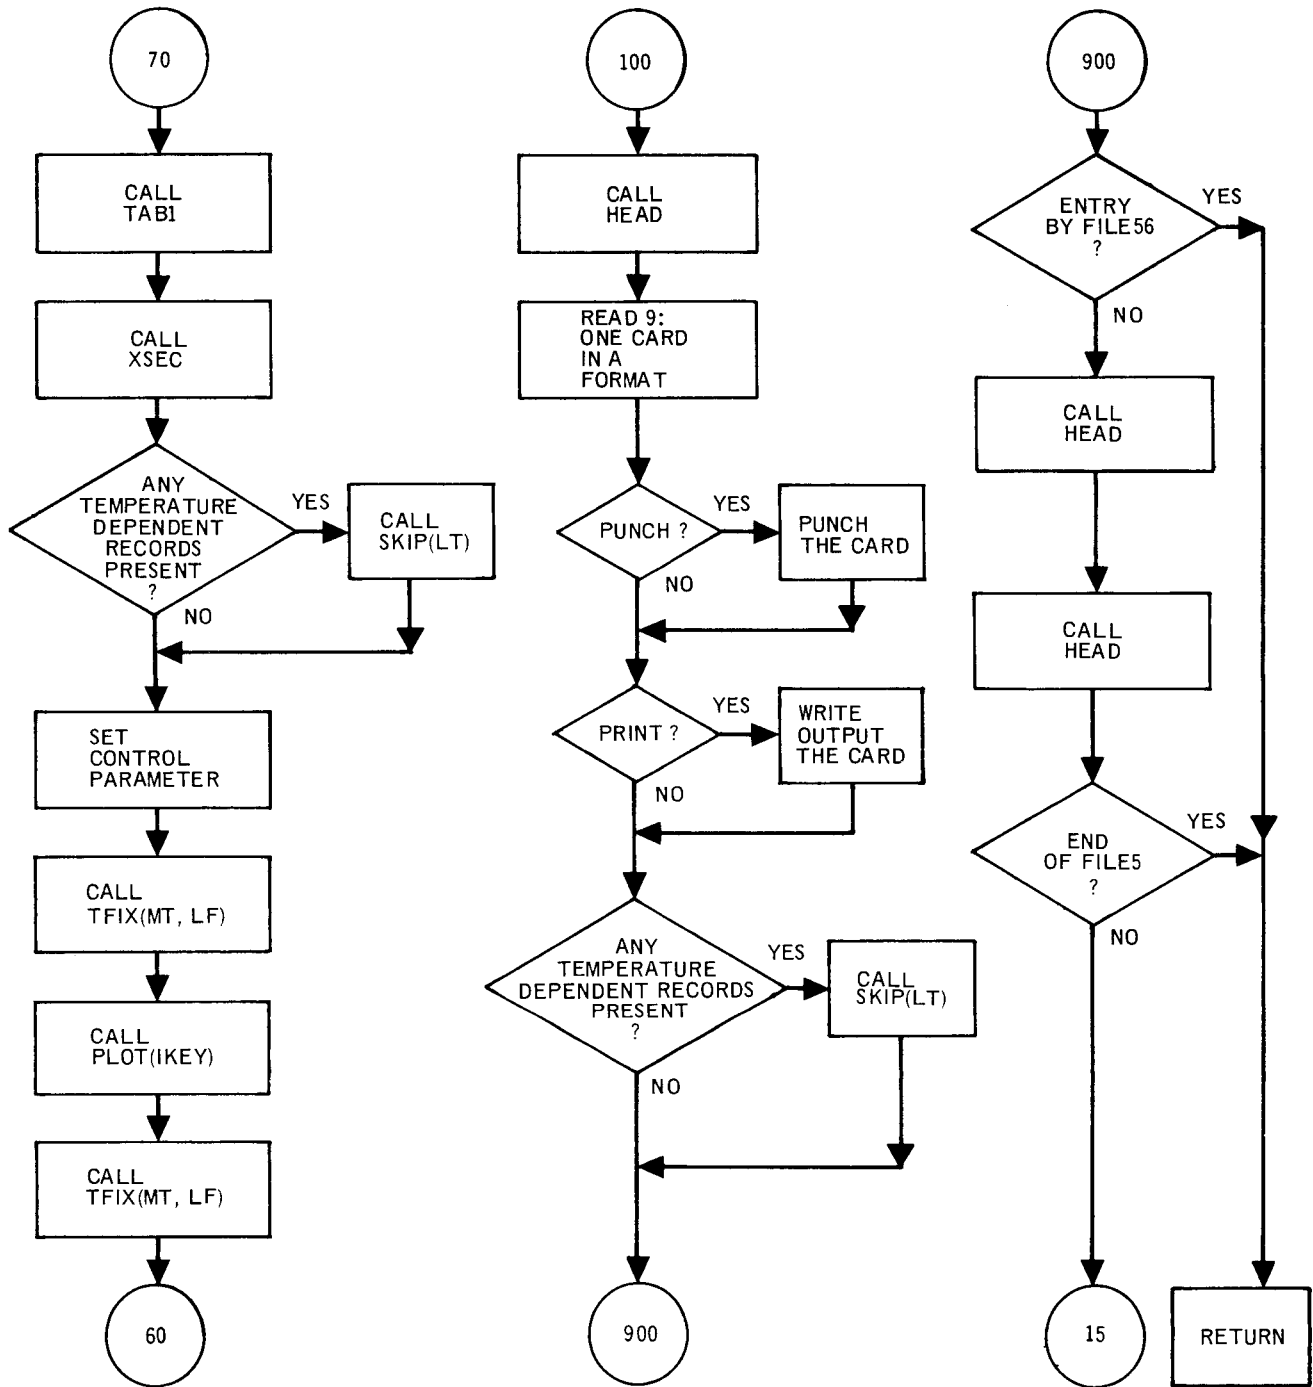 70
CALL
TAB1
CALL
XSEC
ANY
TEMPERATURE
DEPENDENT
RECORDS
PRESENT
?
YES
CALL
SKIP(LT)
NO
SET
CONTROL
PARAMETER
CALL
TFIX(MT, LF)
CALL
PLOT(IKEY)
CALL
TFIX(MT, LF)
60
100
CALL
HEAD
READ 9:
ONE CARD
IN A
FORMAT
PUNCH ?
YES
PUNCH
THE CARD
NO
PRINT ?
YES
WRITE
OUTPUT
THE CARD
NO
ANY
TEMPERATURE
DEPENDENT RECORDS
PRESENT
?
YES
CALL
SKIP(LT)
NO
900
900
ENTRY
BY FILE56
?
YES
NO
CALL
HEAD
CALL
HEAD
END
OF FILE5
?
YES
NO
15
RETURN